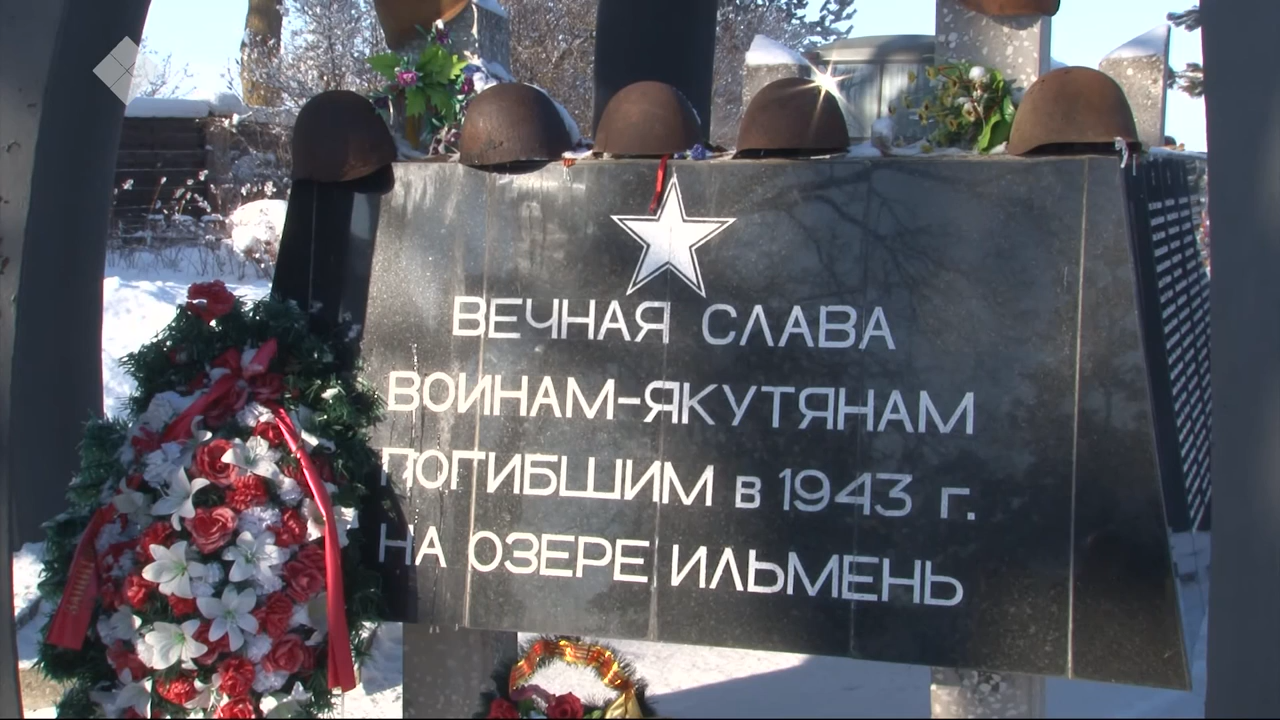 ВЕЧНАЯ СЛАВА
ВОИНАМ-ЯКУТЯНАМ
ПОГИБШИМ в 1943 г.
НА ОЗЕРЕ ИЛЬМЕНЬ